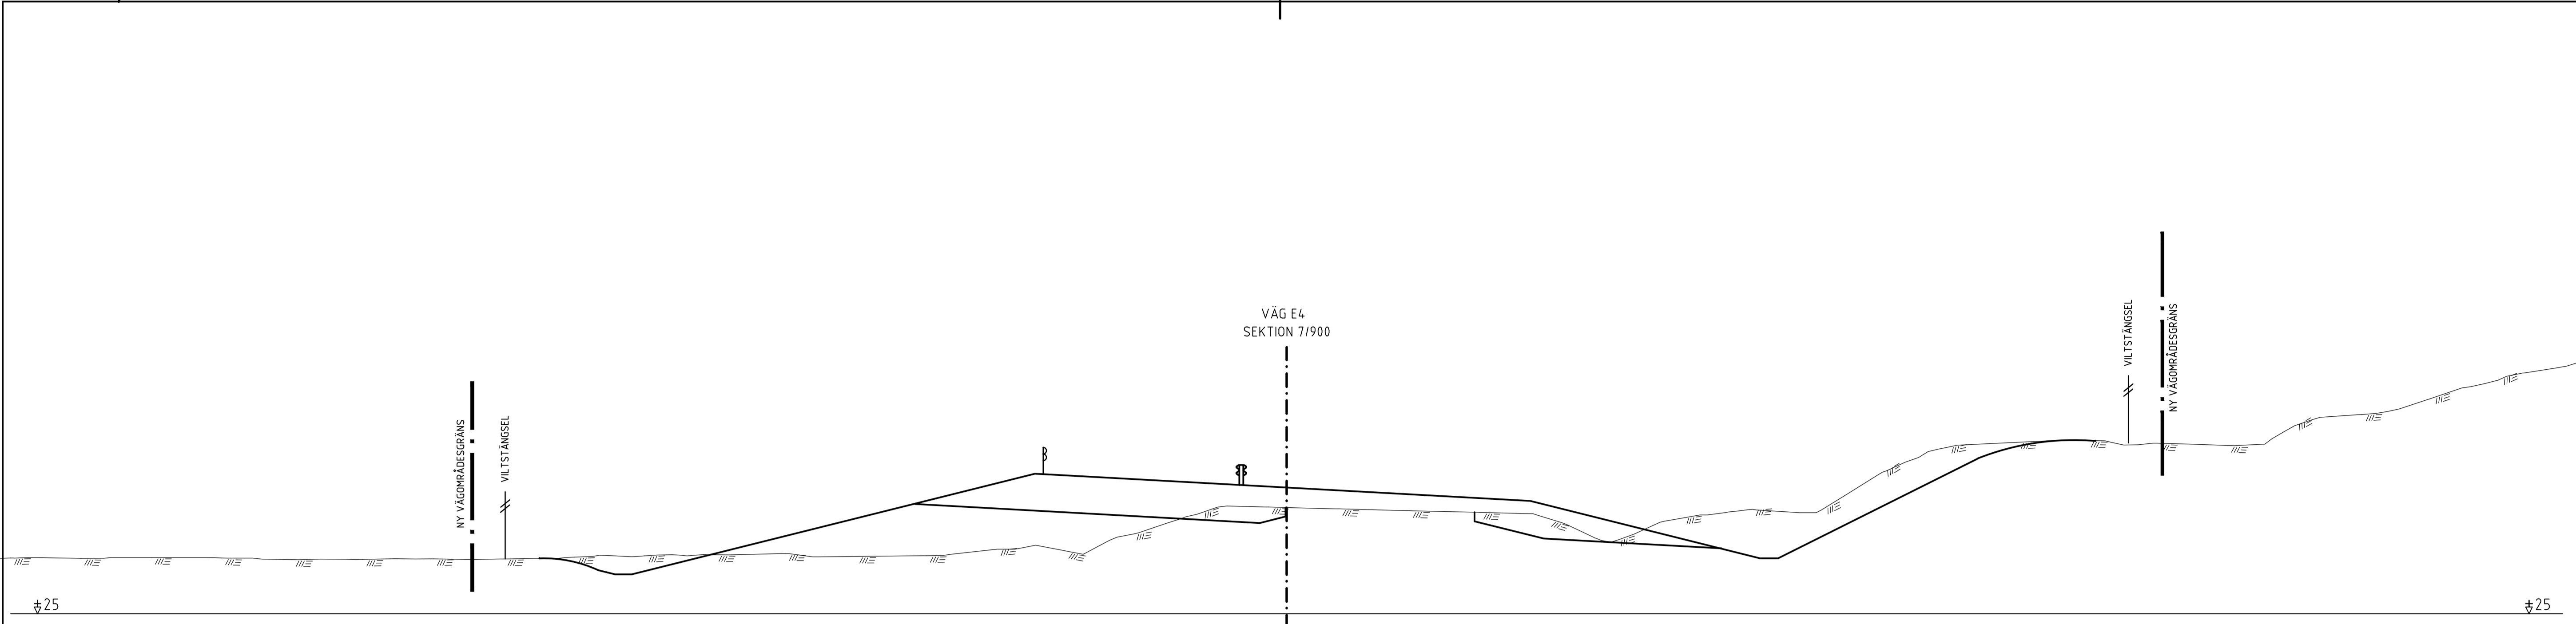 VÄG E4
SEKTION 7/900
NY VÄGOMRÅDESGRÄNS
VILTSTÄNGSEL
VILTSTÄNGSEL
NY VÄGOMRÅDESGRÄNS
+25
+25